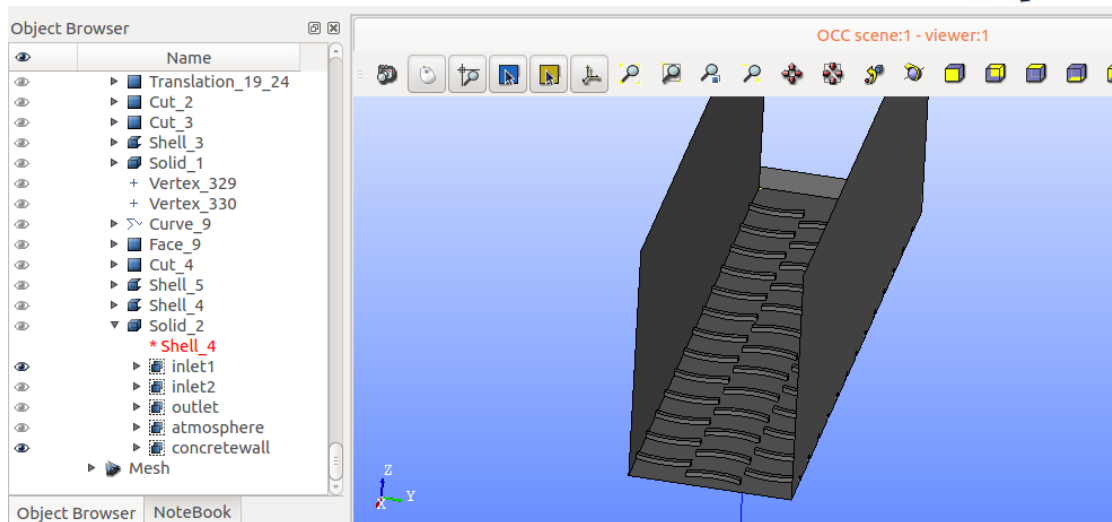 Object Browser
OCC scene:1 - viewer:1
Name
Translation_19_24
Cut_2
Cut_3
Shell_3
Solid_1
Vertex_329
Vertex_330
Curve_9
Face_9
Cut_4
Shell_5
Shell_4
Solid_2
* Shell_4
inlet1
inlet2
outlet
atmosphere
concretewall
Mesh
Z
X Y
Object Browser NoteBook